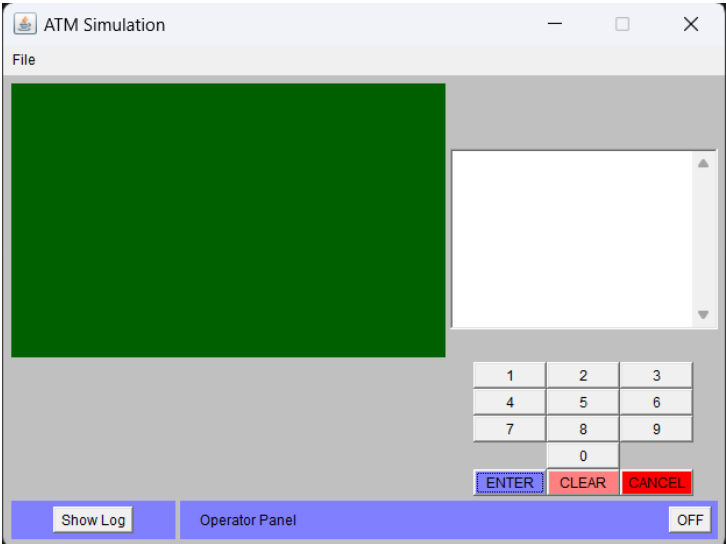 ATM Simulation
File
1 2 3
4 5 6
7 8 9
0
ENTER CLEAR CANCEL
Show Log Operator Panel OFF